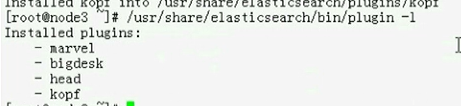 Installed kopf into /usr/share/elasticsearch/plugins/kopf
[root@node3 ~]# /usr/share/elasticsearch/bin/plugin -l
Installed plugins:
- marvel
- bigdesk
- head
- kopf
[root@node3 ~]#